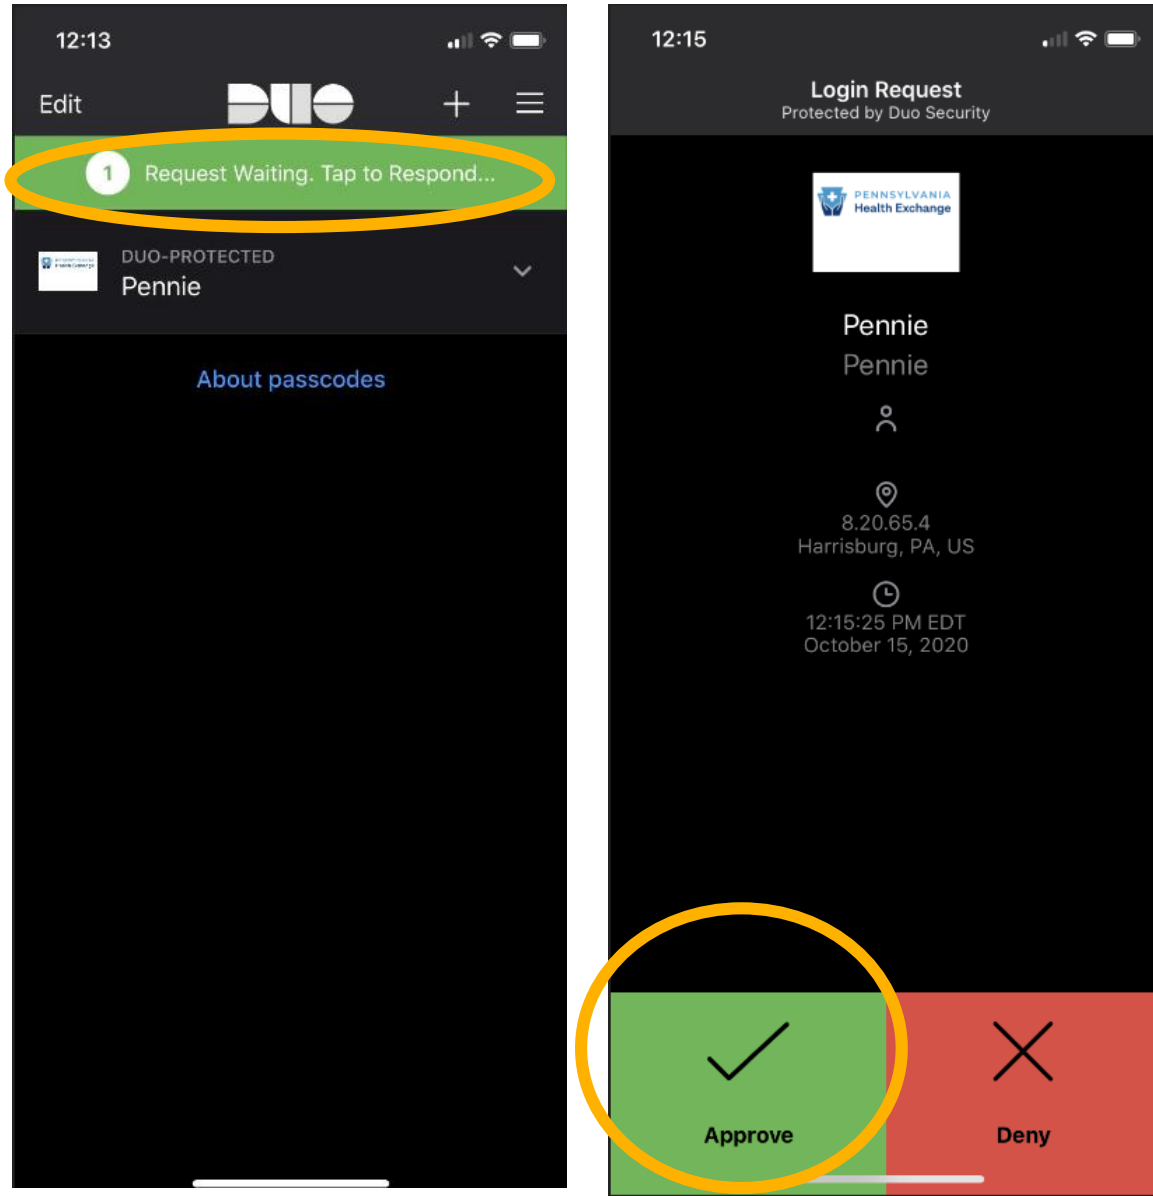 12:13
Edit
DUO
1 Request Waiting. Tap to Respond...
DUO-PROTECTED
Pennie
About passcodes
12:15
Login Request
Protected by Duo Security
PENNSYLVANIA
Health Exchange
Pennie
Pennie
8.20.65.4
Harrisburg, PA, US
12:15:25 PM EDT
October 15, 2020
Approve
Deny